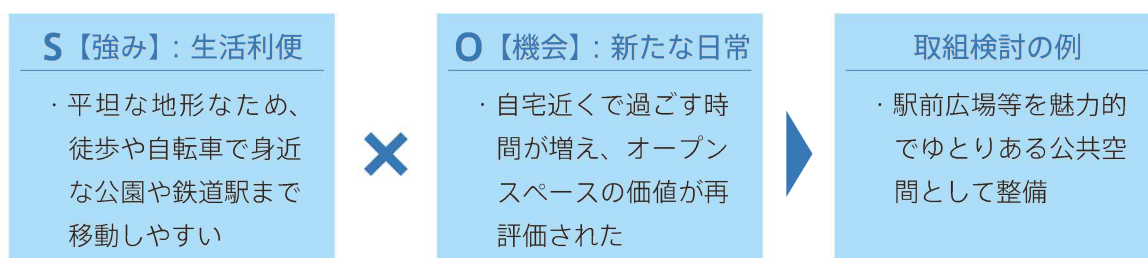 S【強み】：生活利便
・平坦な地形なため、
徒歩や自転車で身近
な公園や鉄道駅まで
移動しやすい
×
O【機会】：新たな日常
・自宅近くで過ごす時
間が増え、オープン
スペースの価値が再
評価された
取組検討の例
・駅前広場等を魅力的
でゆとりある公共空
間として整備